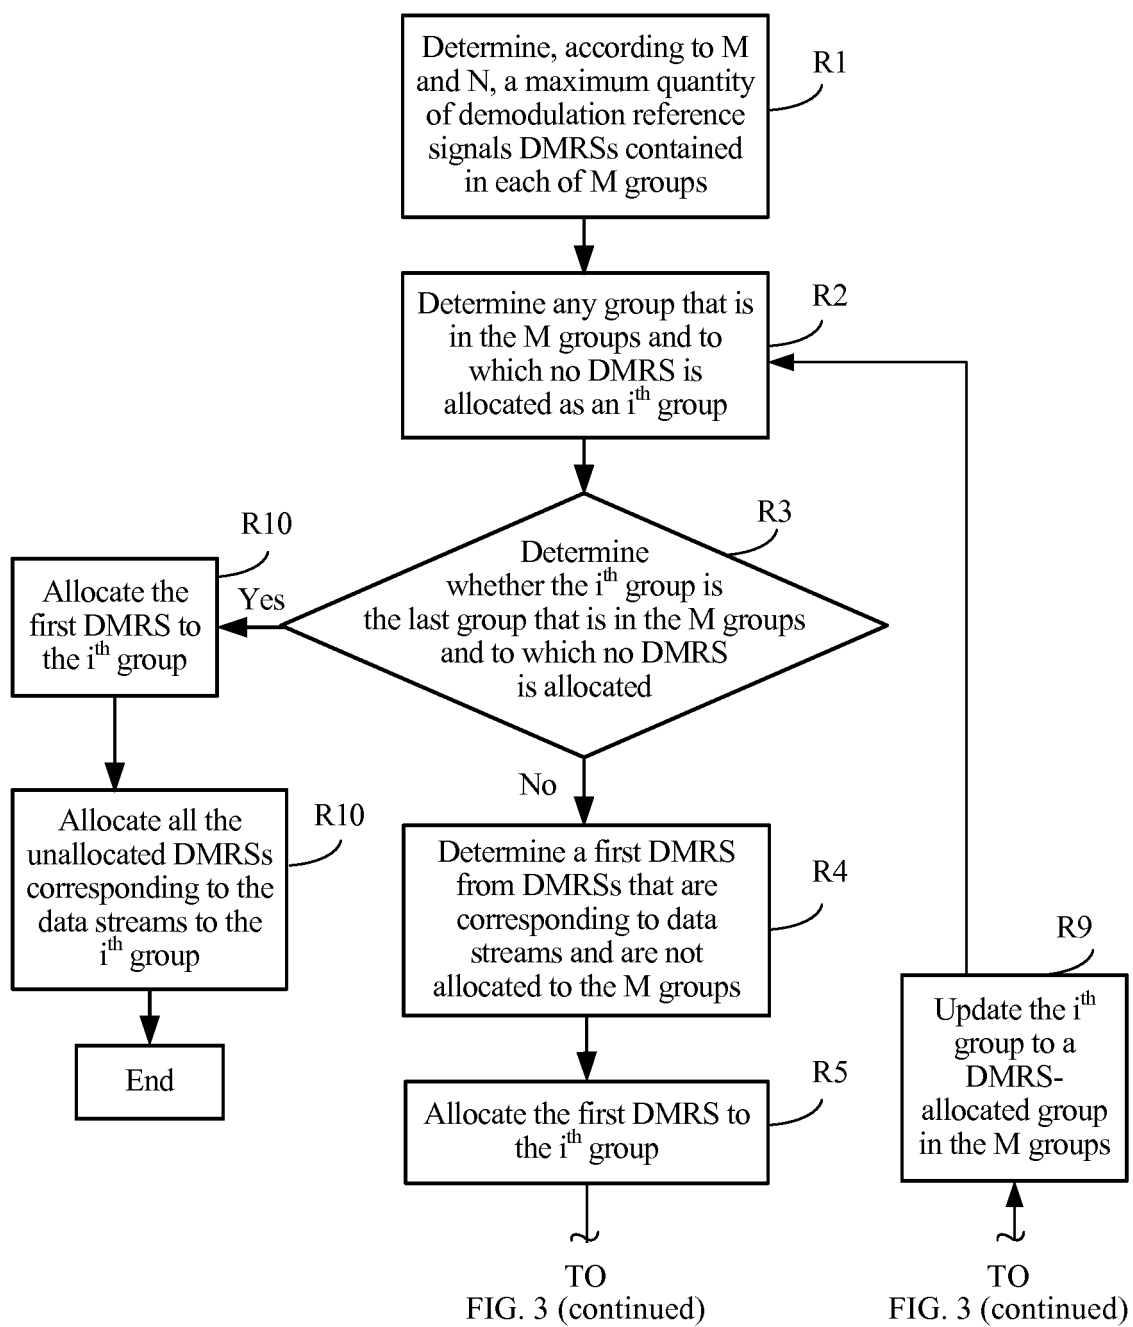 Determine, according to M
and N, a maximum quantity
of demodulation reference
signals DMRSs contained
in each of M groups
R1
Determine any group that is
in the M groups and to
which no DMRS is
allocated as an ith group
R2
Determine
whether the ith group is
the last group that is in the M groups
and to which no DMRS
is allocated
R3
Yes
R10
Allocate the
first DMRS to
the ith group
R10
Allocate all the
unallocated DMRSs
corresponding to the
data streams to the
ith group
End
No
Determine a first DMRS
from DMRSs that are
corresponding to data
streams and are not
allocated to the M groups
R4
Allocate the first DMRS to
the ith group
R5
TO
FIG. 3 (continued)
R9
Update the ith
group to a
DMRS-
allocated group
in the M groups
TO
FIG. 3 (continued)